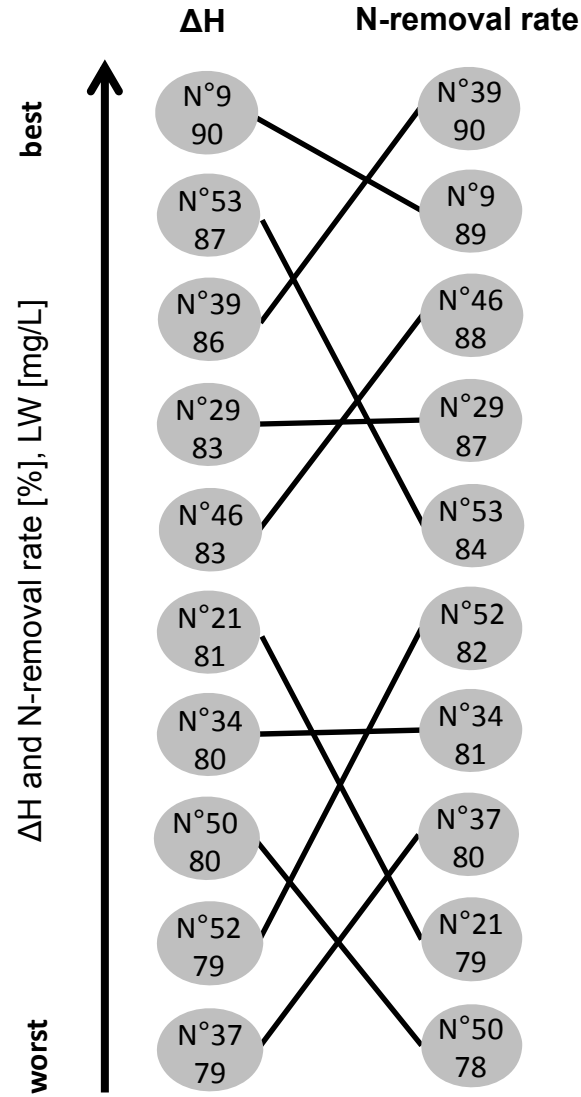 ΔH
N-removal rate
best
ΔH and N-removal rate [%], LW [mg/L]
worst
N°9
90
N°53
87
N°39
86
N°29
83
N°46
83
N°21
81
N°34
80
N°50
80
N°52
79
N°37
79
N°39
90
N°9
89
N°46
88
N°29
87
N°53
84
N°52
82
N°34
81
N°37
80
N°21
79
N°50
78